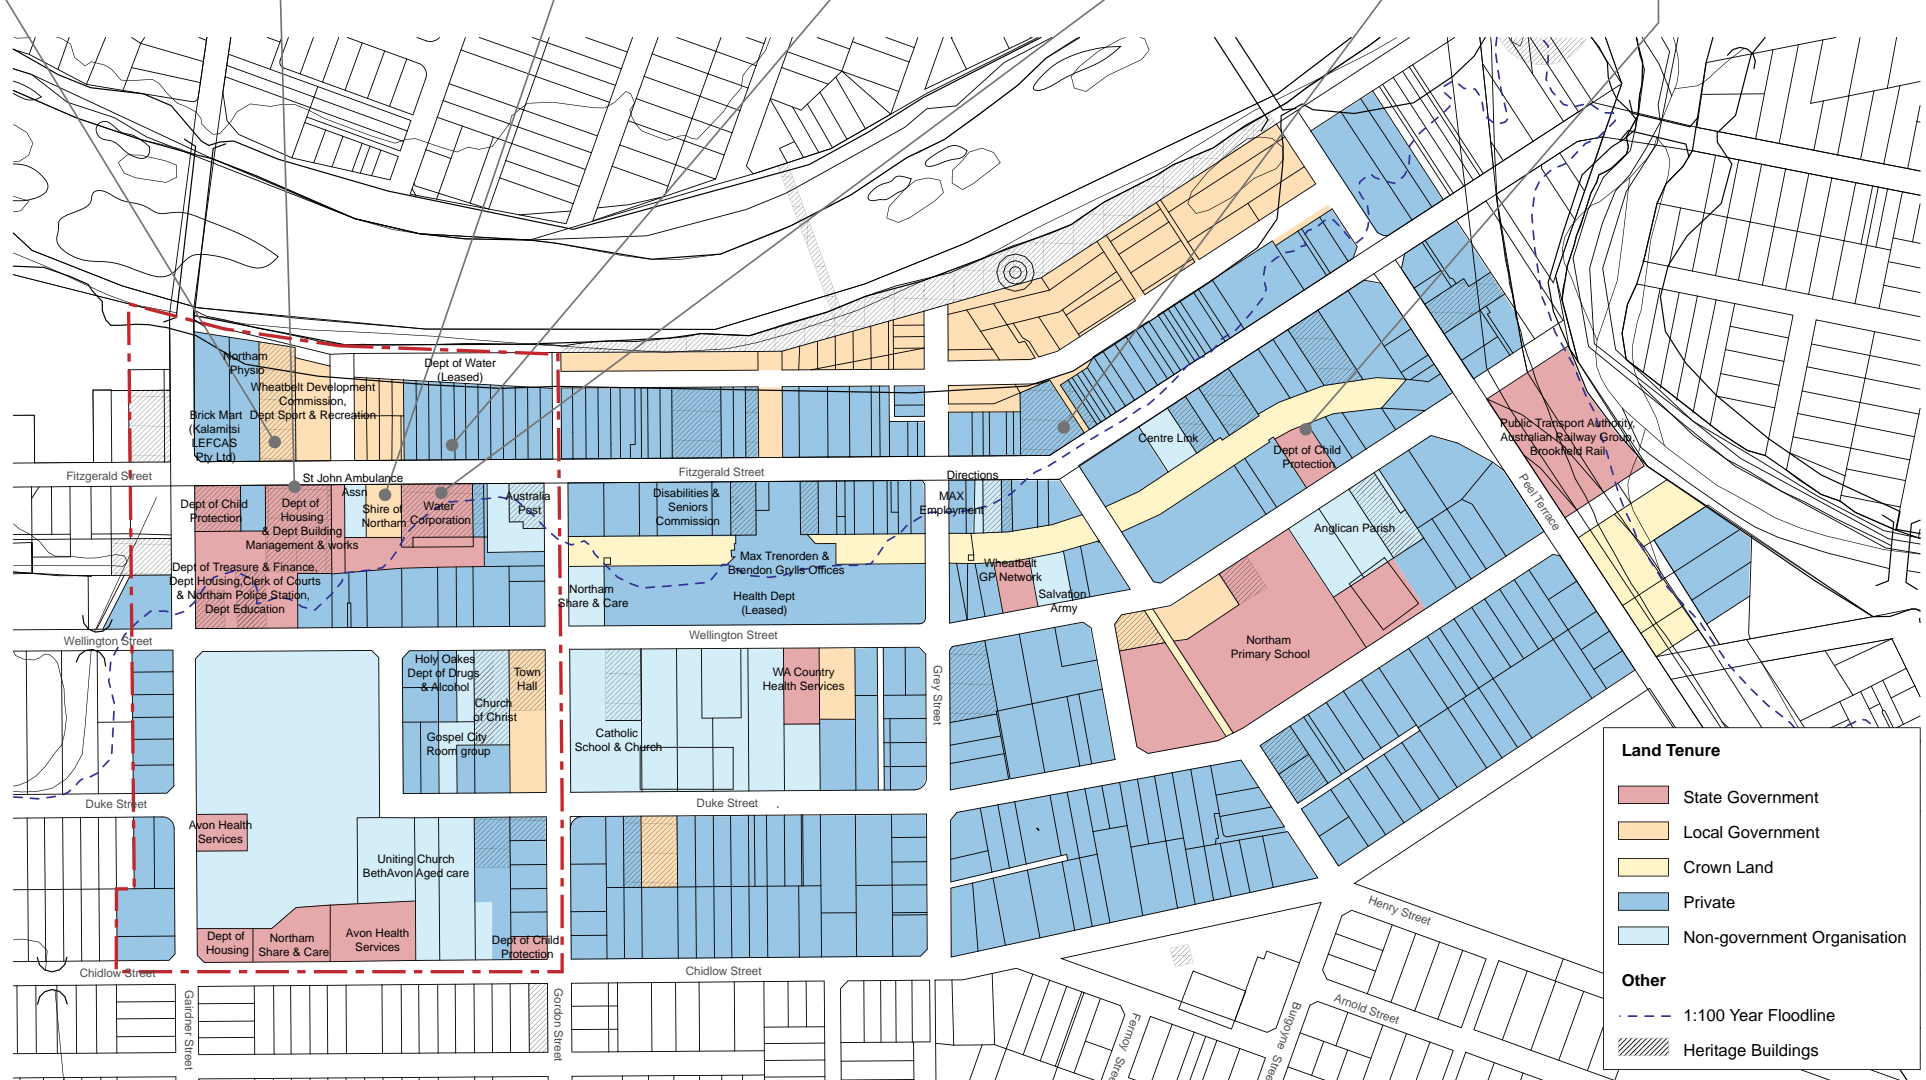 Northam
Physio
Wheatbelt Development
Commission,
Dept Sport & Recreation
Brick Mart
(Kalamitsi
LEFCAS
Pty Ltd)
Dept of Water
(Leased)
Fitzgerald Street
St John Ambulance
Assn
Dept of Child
Protection
Dept of
Housing
& Dept Building
Management & works
Shire of
Northam
Water
Corporation
Australia
Post
Dept of Treasure & Finance,
Dept Housing,Clerk of Courts
& Northam Police Station,
Dept Education
Fitzgerald Street
Disabilities &
Seniors
Commission
Directions
MAX
Employment
Max Trenorden &
Brendon Grylls Offices
Health Dept
(Leased)
Northam
Share & Care
Wheatbelt
GP Network
Salvation
Army
Centre Link
Dept of Child
Protection
Anglican Parish
Public Transport Authority,
Australian Railway Group,
Brookfield Rail
Peel Terrace
Northam
Primary School
Wellington Street
Wellington Street
Holy Oakes
Dept of Drugs
& Alcohol
Church
of Christ
Gospel City
Room group
Town
Hall
Catholic
School & Church
WA Country
Health Services
Grey Street
Duke Street
Duke Street
Avon Health
Services
Uniting Church
BethAvon Aged care
Dept of
Housing
Northam
Share & Care
Avon Health
Services
Dept of Child
Protection
Chidlow Street
Chidlow Street
Gairdner Street
Gordon Street
Henry Street
Arnold Street
Fermoy Stree
Burgoyne Stree
Land Tenure
State Government
Local Government
Crown Land
Private
Non-government Organisation
Other
1:100 Year Floodline
Heritage Buildings